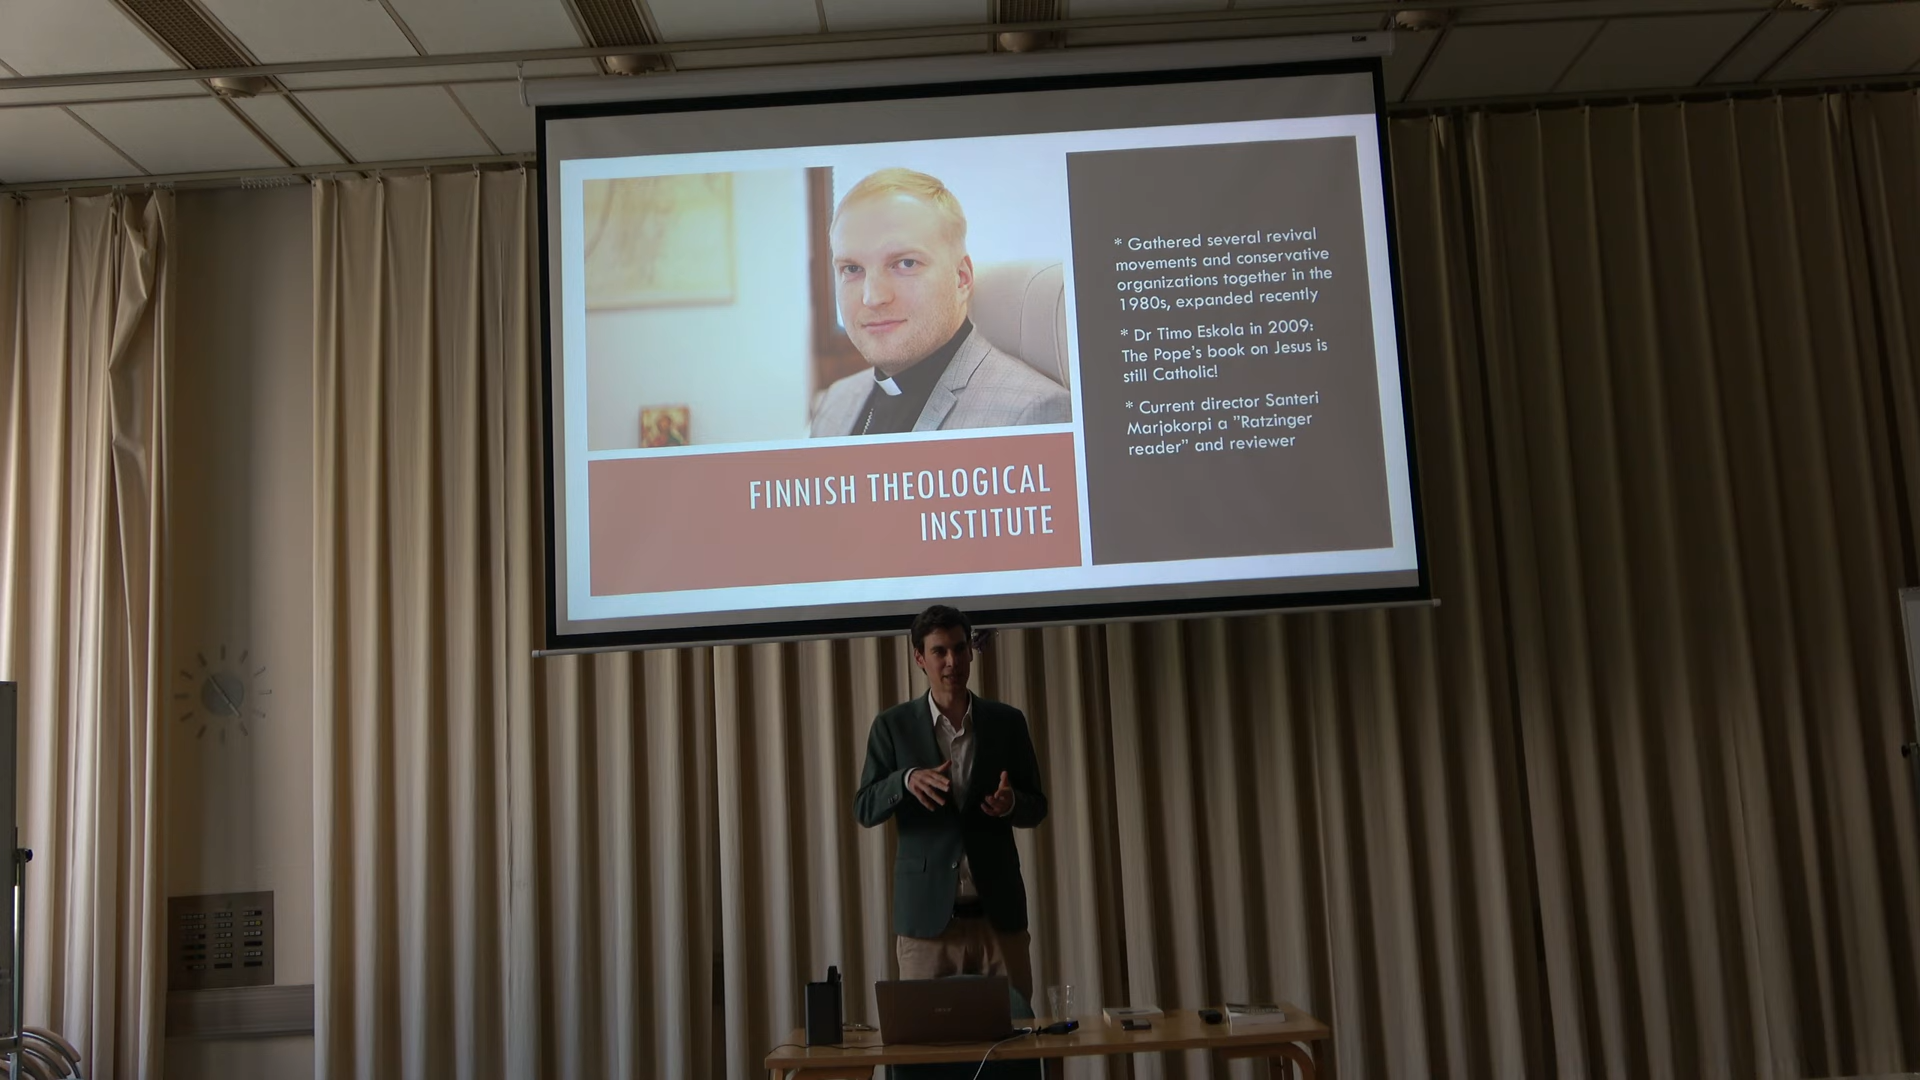 * Gathered several revival
movements and conservative
organizations together in the
1980s, expanded recently
* Dr Timo Eskola in 2009:
The Pope's book on Jesus is
still Catholic!
* Current director Santeri
Marjokorpi a ”Ratzinger
reader” and reviewer
FINNISH THEOLOGICAL
INSTITUTE